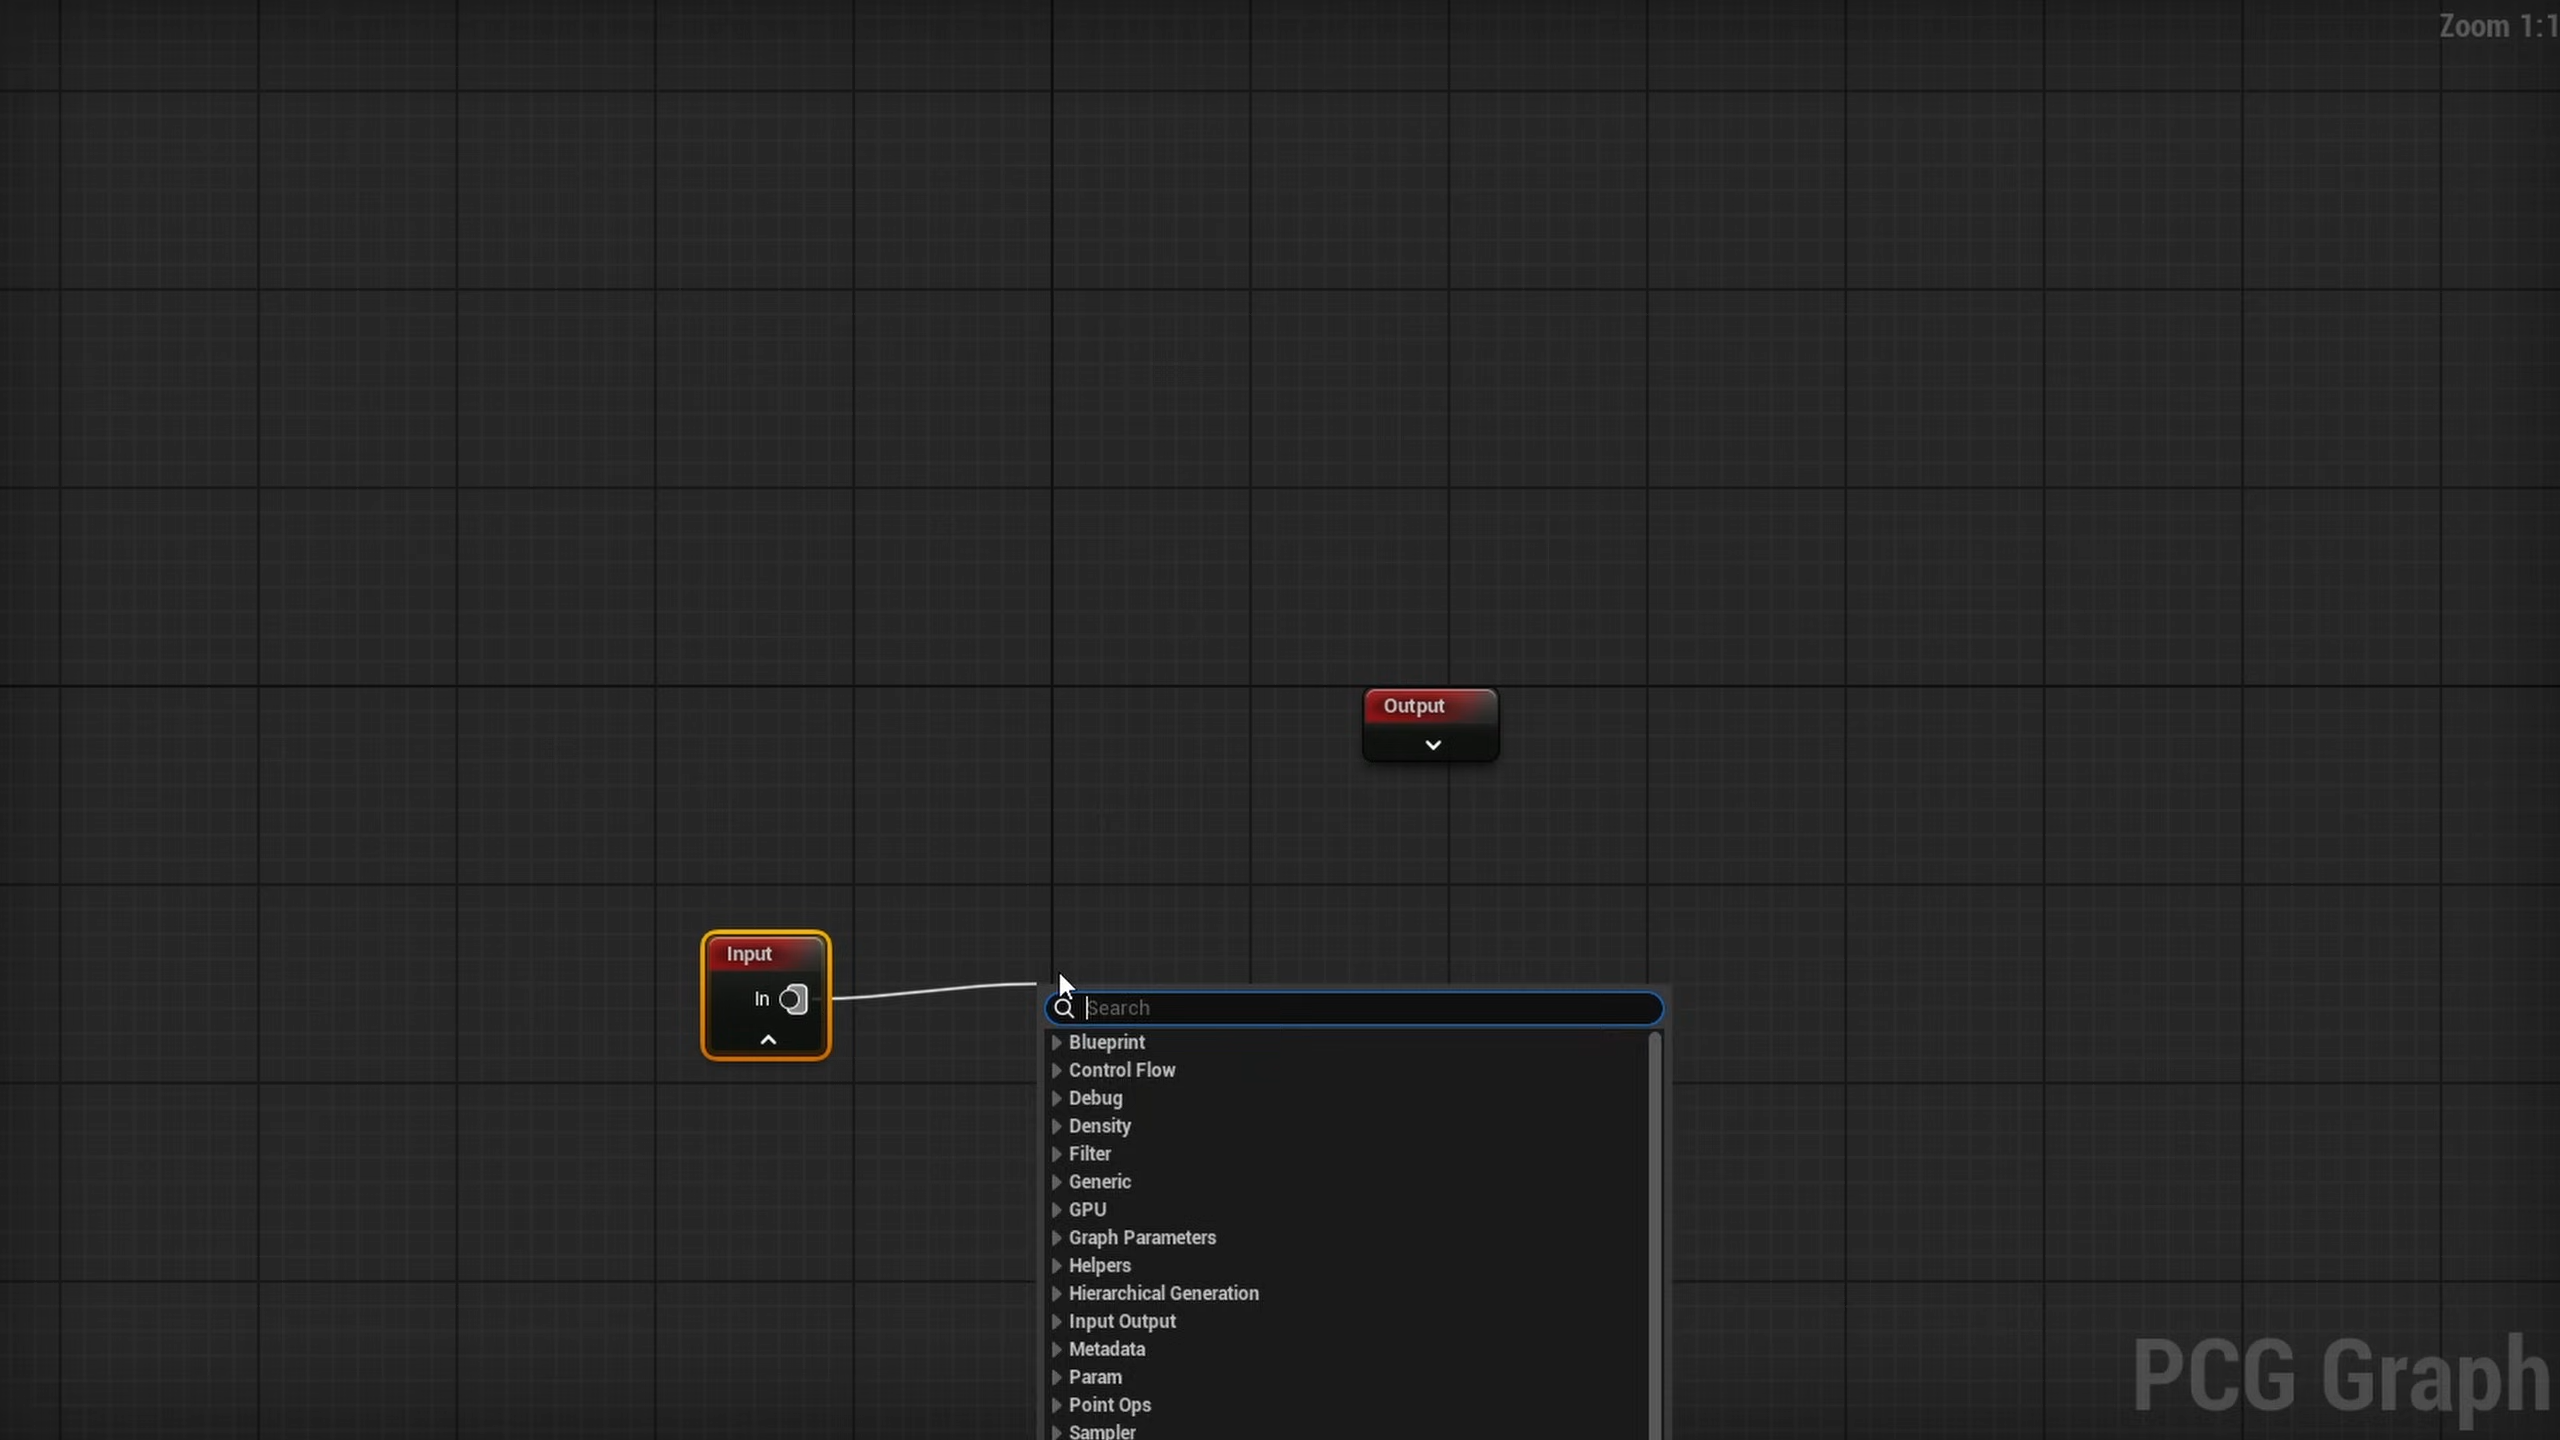 Zoom 1:1
Output
Input
In
Search
Blueprint
Control Flow
Debug
Density
Filter
Generic
GPU
Graph Parameters
Helpers
Hierarchical Generation
Input Output
Metadata
Param
Point Ops
Sampler
PCG Graph